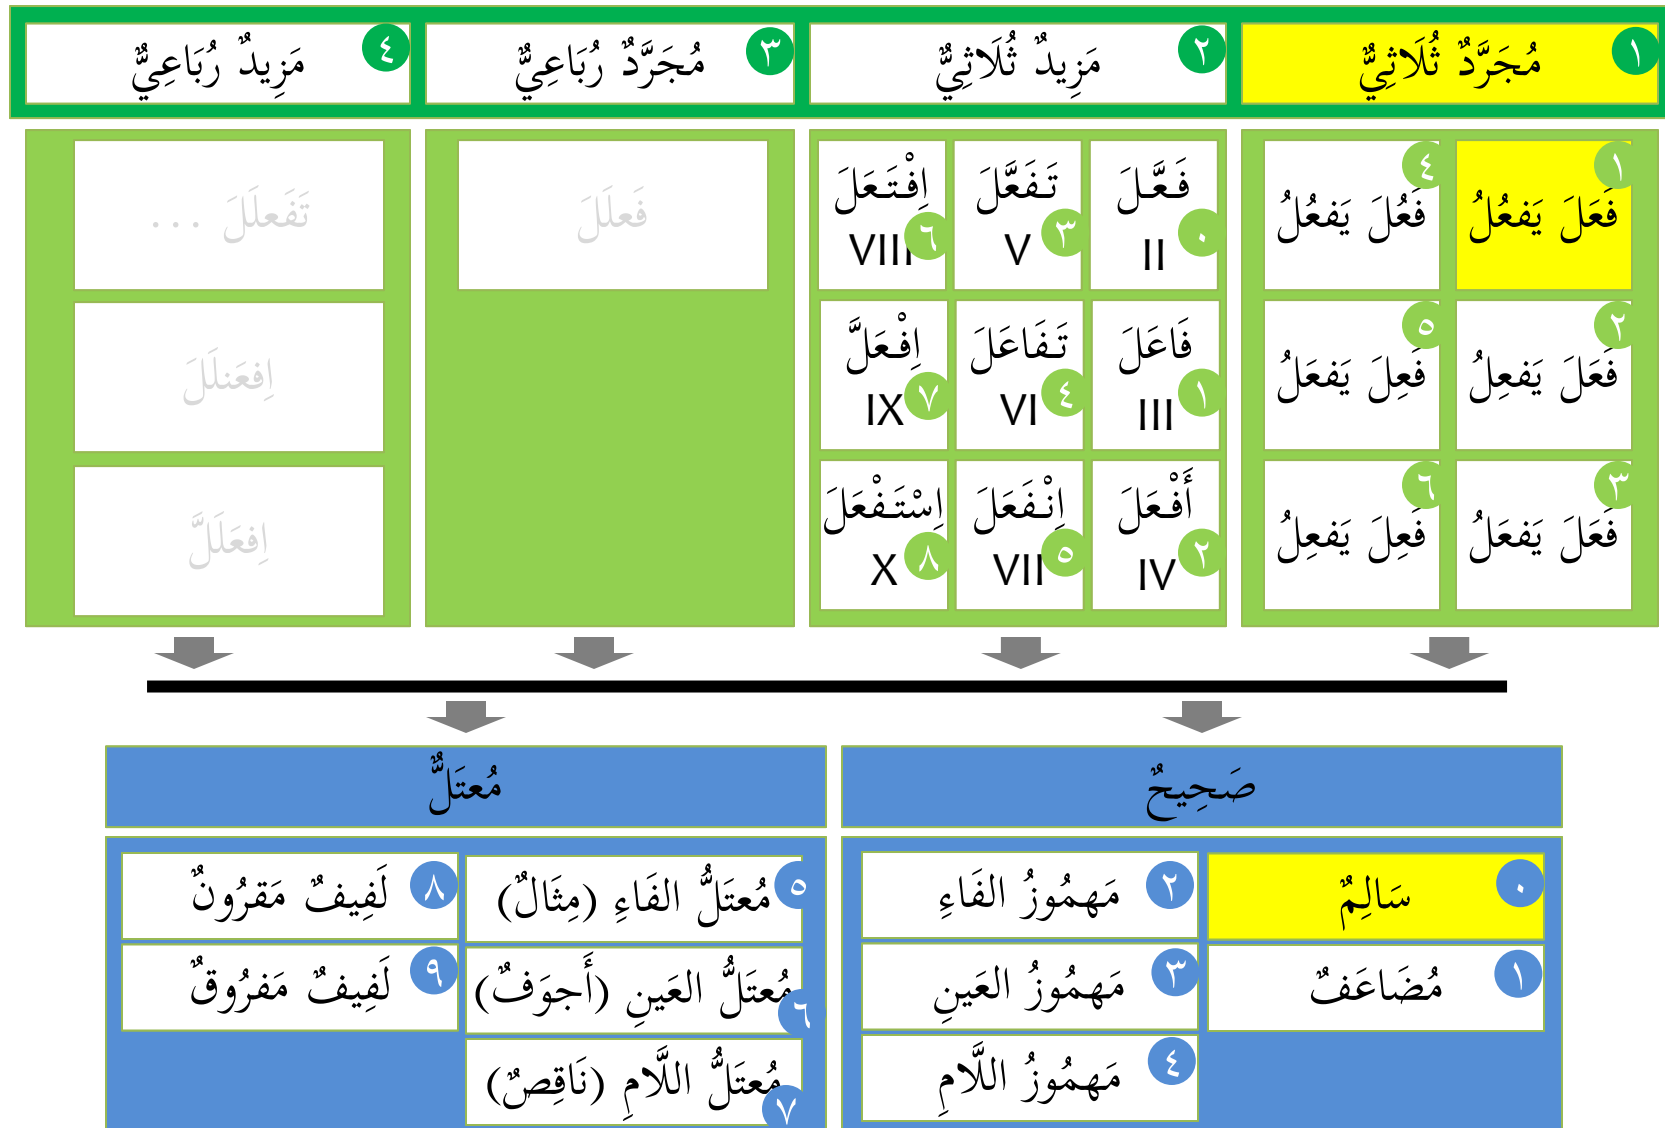 ١ مُجَرَّدٌ ثُلَاثِيٌّ
٢ مَزِيدٌ ثُلَاثِيٌّ
٣ مُجَرَّدٌ رُبَاعِيٌّ
٤ مَزِيدٌ رُبَاعِيٌّ
١ فَعَلَ يَفعُلُ
٤ فَعُلَ يَفعُلُ
٢ فَعَلَ يَفعِلُ
٥ فَعِلَ يَفعَلُ
٣ فَعَلَ يَفعَلُ
٦ فَعِلَ يَفعِلُ
فَعَّلَ
II ٠
تَفَعَّلَ
V ٣
اِفْتَعَلَ
VIII ٦
فَاعَلَ
III ١
تَفَاعَلَ
VI ٤
اِفْعَلَّ
IX ٧
أَفْعَلَ
IV ٢
اِنْفَعَلَ
VII ٥
اِسْتَفْعَلَ
X ٨
فَعلَلَ
تَفَعلَلَ ...
اِفعَنلَلَ
اِفعَلَلَّ
صَحِيحٌ
٠ سَالِمٌ
١ مُضَاعَفٌ
٢ مَهمُوزُ الفَاءِ
٣ مَهمُوزُ العَينِ
٤ مَهمُوزُ اللَّامِ
مُعتَلٌّ
٥ مُعتَلُّ الفَاءِ (مِثَالٌ)
٦ مُعتَلُّ العَينِ (أَجوَفٌ)
٧ مُعتَلُّ اللَّامِ (نَاقِصٌ)
٨ لَفِيفٌ مَقرُونٌ
٩ لَفِيفٌ مَفرُوقٌ